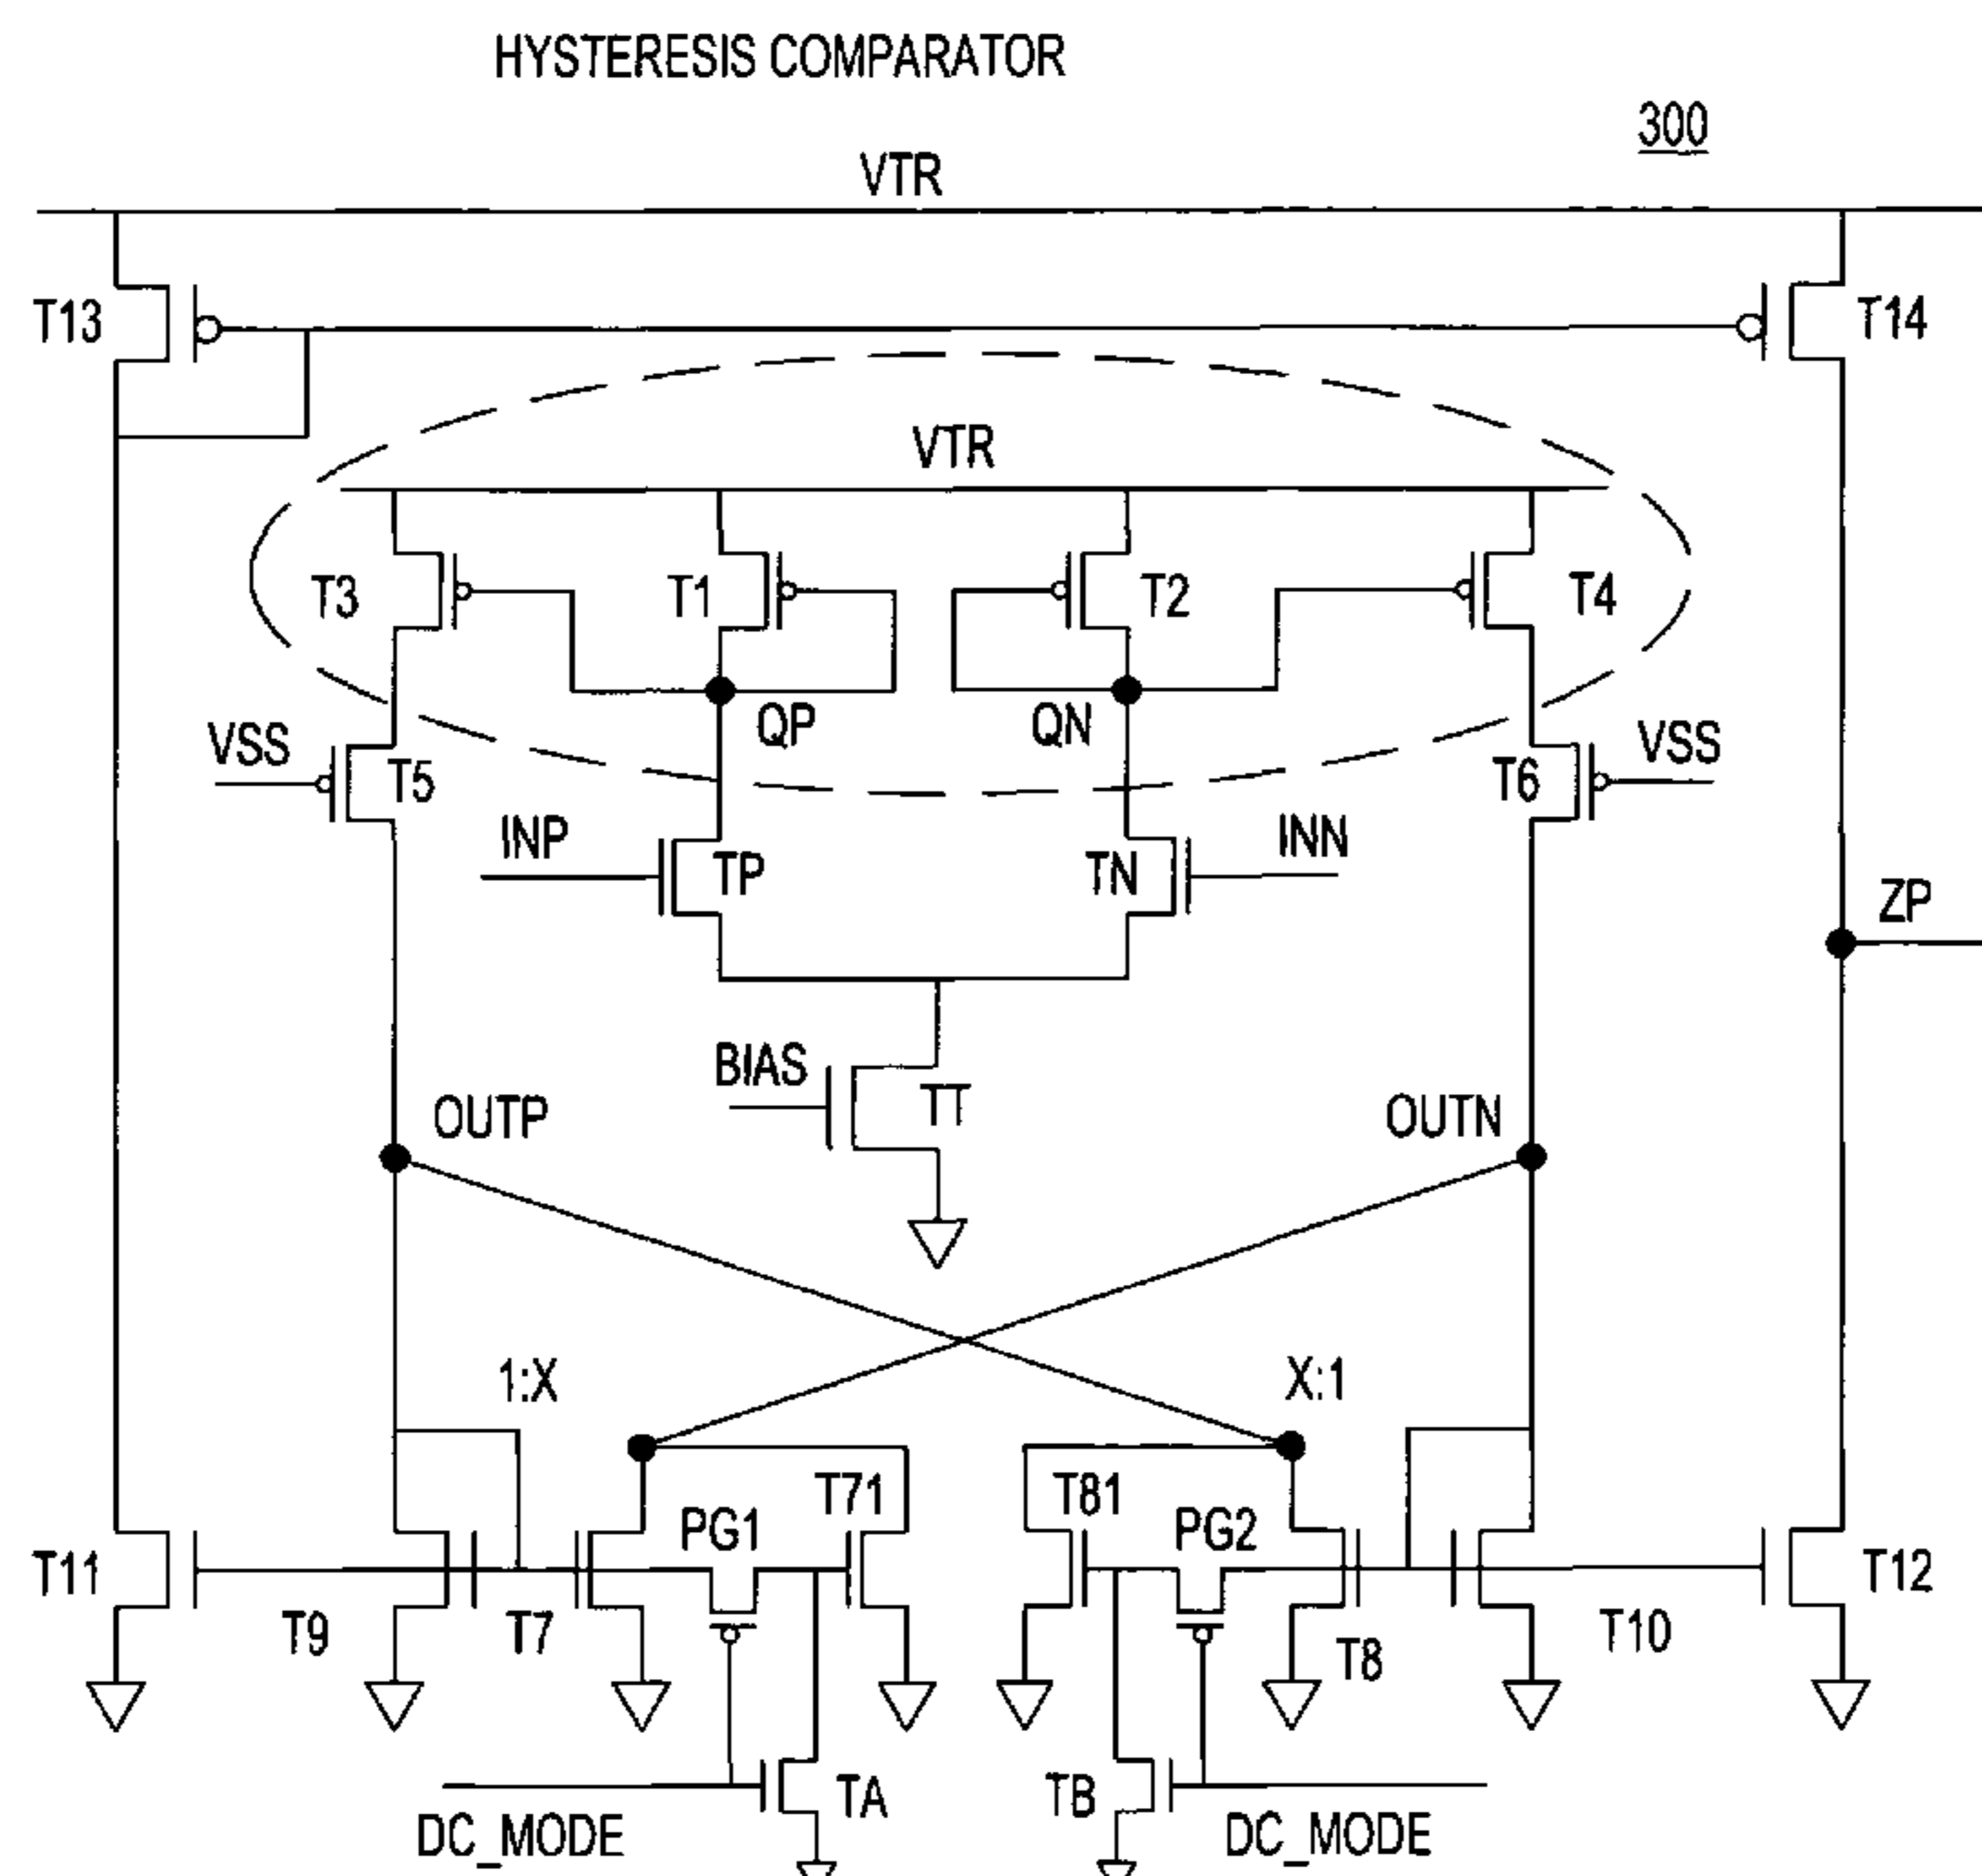 HYSTERESIS COMPARATOR
300
VTR
T13
T14
VTR
T3
T1
T2
T4
QP
QN
VSS
T5
T6
VSS
INP
TP
TN
INN
ZP
BIAS
TT
OUTP
OUTN
1:X
X:1
T71
T81
PG1
PG2
T11
T9
T7
T8
T10
T12
TA
TB
DC_MODE
DC_MODE